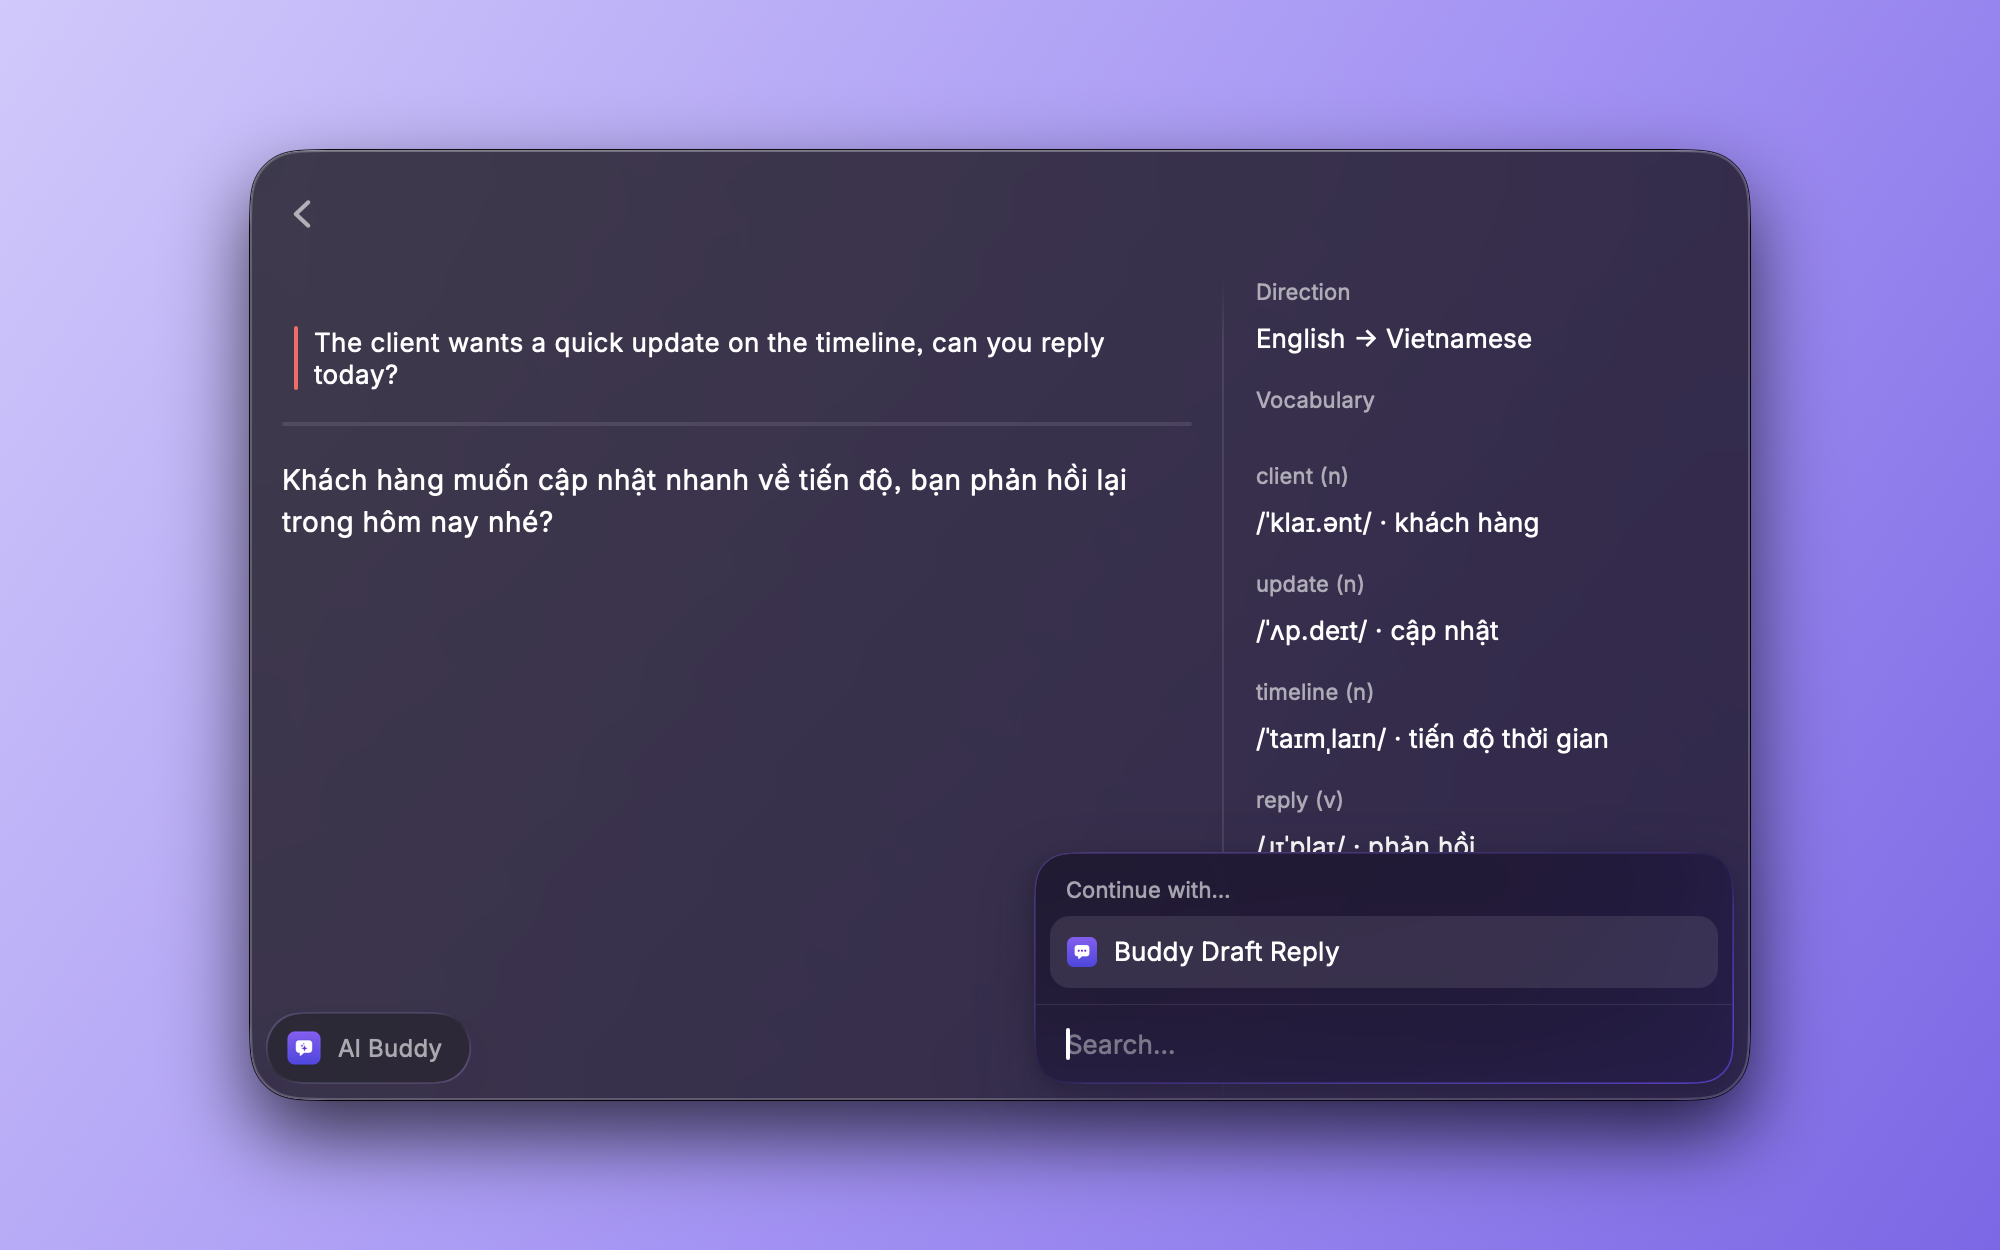 The client wants a quick update on the timeline, can you reply
today?
Khách hàng muốn cập nhật nhanh về tiến độ, bạn phản hồi lại
trong hôm nay nhé?
Direction
English → Vietnamese
Vocabulary
client (n)
/ˈklaɪ.ənt/ · khách hàng
update (n)
/ˈʌp.deɪt/ · cập nhật
timeline (n)
/ˈtaɪmˌlaɪn/ · tiến độ thời gian
reply (v)
/ɹɪˈplaɪ/ · phản hồi
Continue with...
Buddy Draft Reply
Search...
AI Buddy